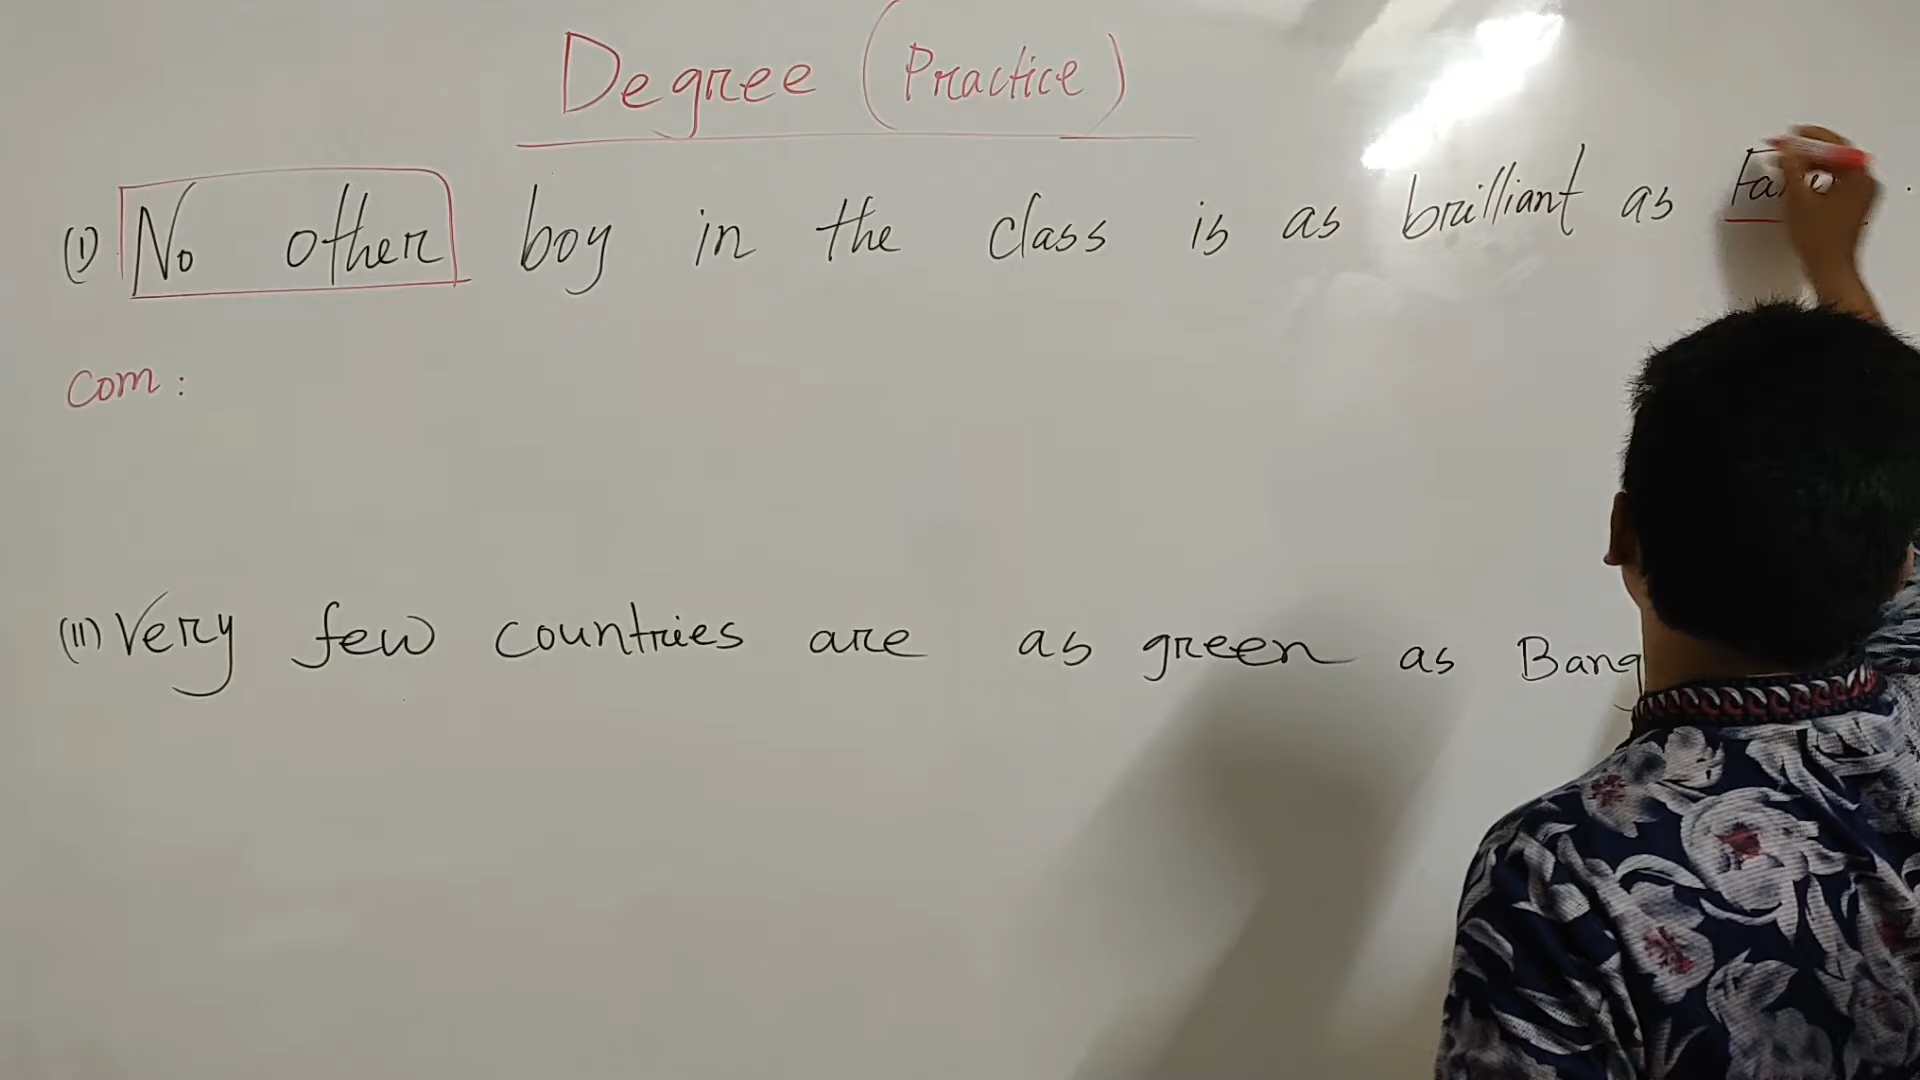 Degree (Practice)
(I) No other boy in the class is as brilliant as
Com :
(II) Very few countries are as green as